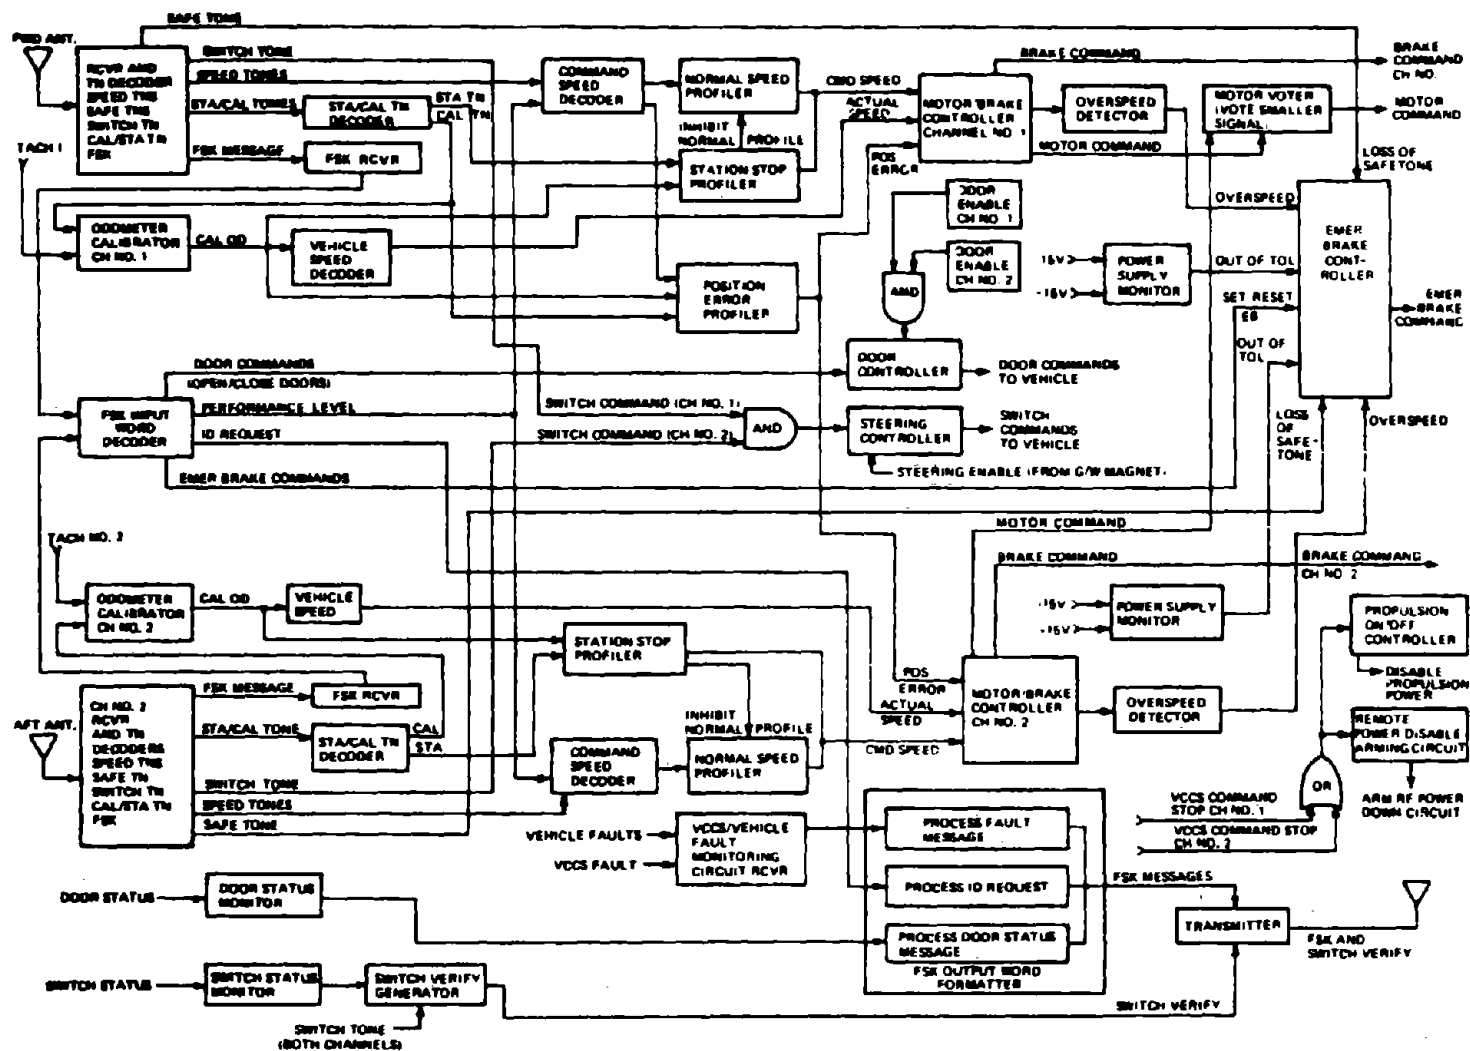 SAFE TONE
FWD ANT.
RCVR AND
TN DECODER
SPEED TNS
SAFE TNS
SWITCH TN
CAL/STA TN
FSK
SWITCH TONE
SPEED TONES
STA/CAL TONES
FSK MESSAGE
STA/CAL TN
DECODER
STA TN
CAL TN
FSK RCVR
COMMAND
SPEED
DECODER
NORMAL SPEED
PROFILER
INHIBIT
NORMAL PROFILE
STATION STOP
PROFILER
CMD SPEED
ACTUAL
SPEED
POS
ERROR
MOTOR/BRAKE
CONTROLLER
CHANNEL NO. 1
BRAKE COMMAND
OVERSPEED
DETECTOR
MOTOR COMMAND
MOTOR VOTER
(VOTE SMALLER
SIGNAL)
BRAKE
COMMAND
CH NO.
MOTOR
COMMAND
LOSS OF
SAFETONE
TACH 1
ODOMETER
CALIBRATOR
CH NO. 1
CAL OD
VEHICLE
SPEED
DECODER
POSITION
ERROR
PROFILER
DOOR
ENABLE
CH NO. 1
DOOR
ENABLE
CH NO. 2
AND
15V
-15V
POWER
SUPPLY
MONITOR
OVERSPEED
OUT OF TOL
SET RESET
EB
OUT OF
TOL
EMER
BRAKE
CONT-
ROLLER
EMER
BRAKE
COMMAND
DOOR COMMANDS
(OPEN/CLOSE DOORS)
FSK INPUT
WORD
DECODER
PERFORMANCE LEVEL
ID REQUEST
EMER BRAKE COMMANDS
DOOR
CONTROLLER
DOOR COMMANDS
TO VEHICLE
SWITCH COMMAND (CH NO. 1)
SWITCH COMMAND (CH NO. 2)
AND
STEERING
CONTROLLER
SWITCH
COMMANDS
TO VEHICLE
STEERING ENABLE (FROM G/W MAGNET)
LOSS
OF
SAFE-
TONE
OVERSPEED
MOTOR COMMAND
BRAKE COMMAND
BRAKE COMMAND
CH NO. 2
TACH NO. 2
ODOMETER
CALIBRATOR
CH NO. 2
CAL OD
VEHICLE
SPEED
STATION STOP
PROFILER
-15V
-15V
POWER SUPPLY
MONITOR
PROPULSION
ON/OFF
CONTROLLER
DISABLE
PROPULSION
POWER
FSK MESSAGE
FSK RCVR
AFT ANT.
CH NO. 2
RCVR
AND TN
DECODERS
SPEED TNS
SAFE TN
SWITCH TN
CAL/STA TN
FSK
STA/CAL TONE
STA/CAL TN
DECODER
CAL
STA
SWITCH TONE
SPEED TONES
SAFE TONE
COMMAND
SPEED
DECODER
INHIBIT
NORMAL PROFILE
NORMAL SPEED
PROFILER
POS
ERROR
ACTUAL
SPEED
CMD SPEED
MOTOR/BRAKE
CONTROLLER
CH NO. 2
OVERSPEED
DETECTOR
REMOTE
POWER DISABLE
ARMING CIRCUIT
OR
ARM RF POWER
DOWN CIRCUIT
VCCS COMMAND
STOP CH NO. 1
VCCS COMMAND STOP
CH NO. 2
VEHICLE FAULTS
VCCS FAULT
VCCS/VEHICLE
FAULT
MONITORING
CIRCUIT RCVR
PROCESS FAULT
MESSAGE
PROCESS ID REQUEST
PROCESS DOOR STATUS
MESSAGE
FSK OUTPUT WORD
FORMATTER
FSK MESSAGES
TRANSMITTER
FSK AND
SWITCH VERIFY
DOOR STATUS
DOOR STATUS
MONITOR
SWITCH STATUS
SWITCH STATUS
MONITOR
SWITCH VERIFY
GENERATOR
SWITCH TONE
(BOTH CHANNELS)
SWITCH VERIFY